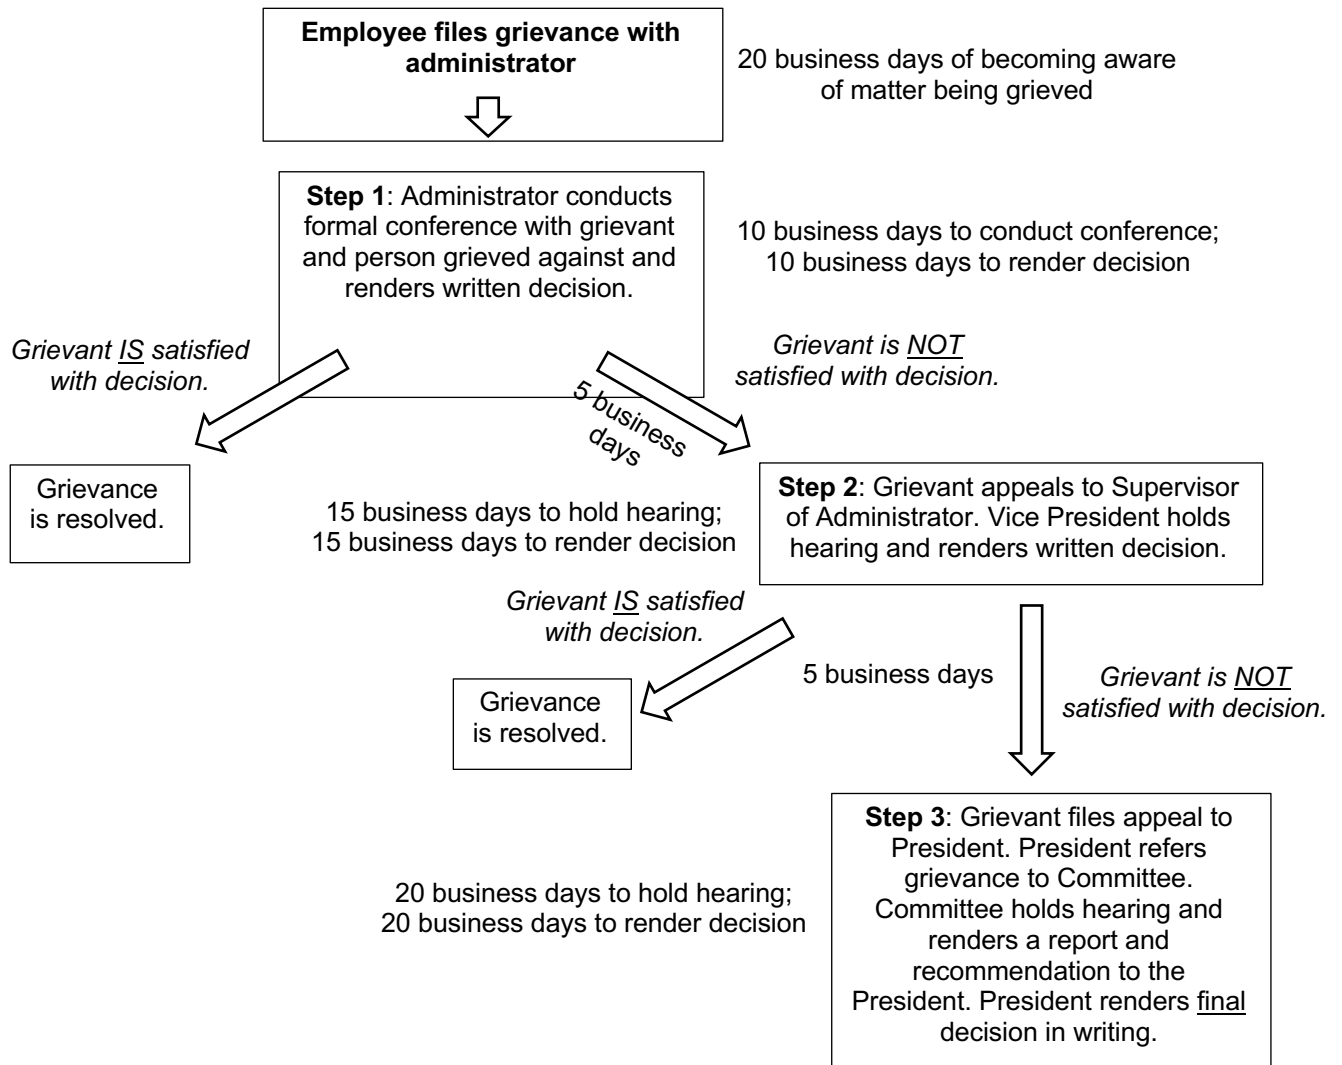 Employee files grievance with
administrator
20 business days of becoming aware
of matter being grieved
Step 1: Administrator conducts
formal conference with grievant
and person grieved against and
renders written decision.
10 business days to conduct conference;
10 business days to render decision
Grievant IS satisfied
with decision.
Grievant is NOT
satisfied with decision.
5 business
days
Grievance
is resolved.
15 business days to hold hearing;
15 business days to render decision
Step 2: Grievant appeals to Supervisor
of Administrator. Vice President holds
hearing and renders written decision.
Grievant IS satisfied
with decision.
5 business days
Grievant is NOT
satisfied with decision.
Grievance
is resolved.
20 business days to hold hearing;
20 business days to render decision
Step 3: Grievant files appeal to
President. President refers
grievance to Committee.
Committee holds hearing and
renders a report and
recommendation to the
President. President renders final
decision in writing.